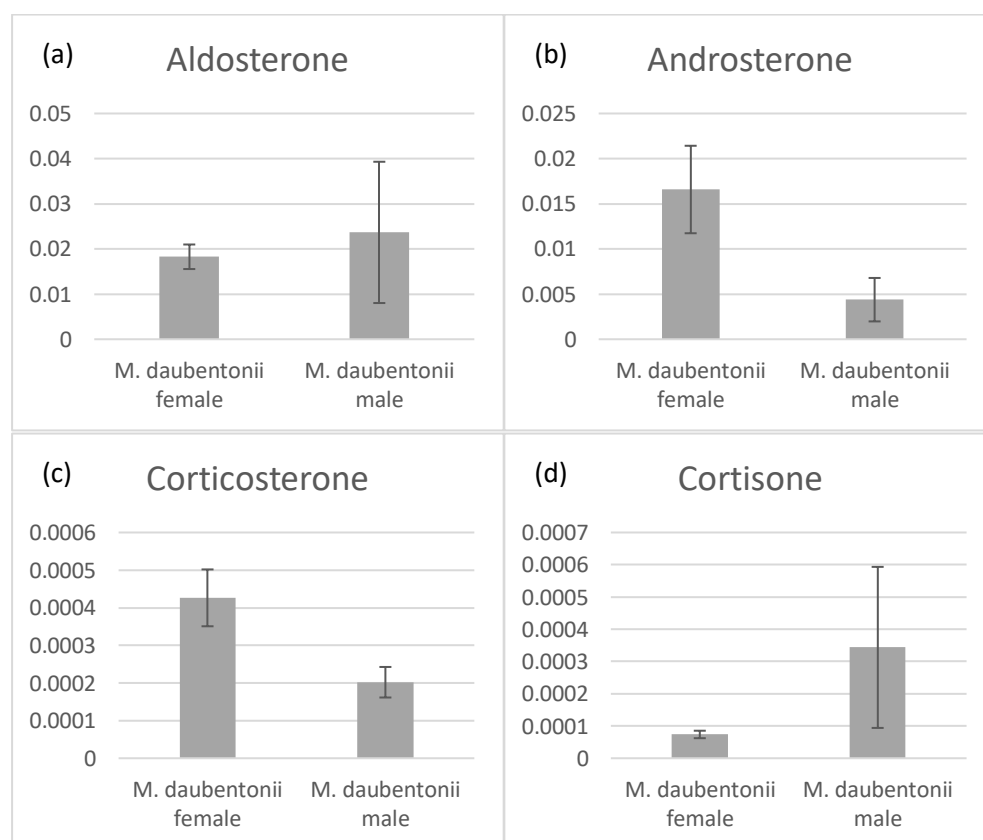 (a)
Aldosterone
0.05
0.04
0.03
0.02
0.01
0
M. daubentonii female
M. daubentonii male
(b)
Androsterone
0.025
0.02
0.015
0.01
0.005
0
M. daubentonii female
M. daubentonii male
(c)
Corticosterone
0.0006
0.0005
0.0004
0.0003
0.0002
0.0001
0
M. daubentonii female
M. daubentonii male
(d)
Cortisone
0.0007
0.0006
0.0005
0.0004
0.0003
0.0002
0.0001
0
M. daubentonii female
M. daubentonii male